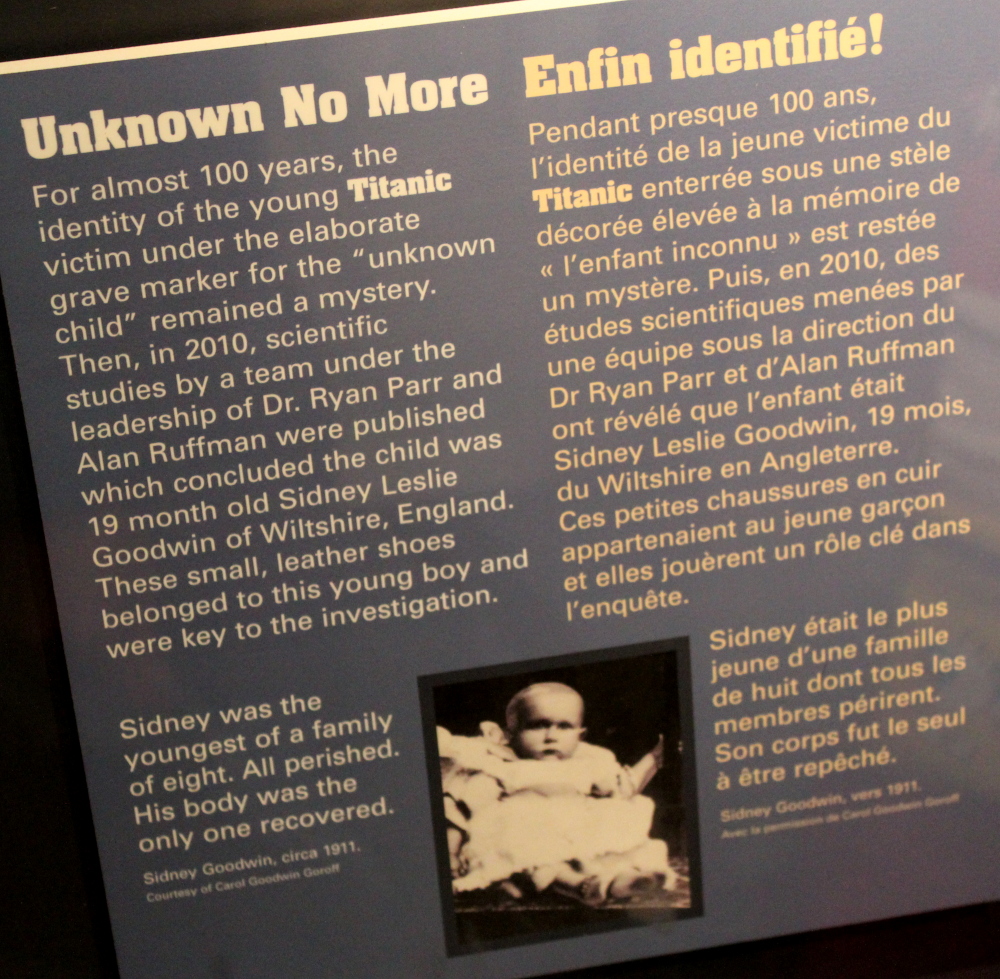 Unknown No More
For almost 100 years, the
identity of the young Titanic
victim under the elaborate
grave marker for the “unknown
child” remained a mystery.
Then, in 2010, scientific
studies by a team under the
leadership of Dr. Ryan Parr and
Alan Ruffman were published
which concluded the child was
19 month old Sidney Leslie
Goodwin of Wiltshire, England.
These small, leather shoes
belonged to this young boy and
were key to the investigation.
Sidney was the
youngest of a family
of eight. All perished.
His body was the
only one recovered.
Sidney Goodwin, circa 1911.
Courtesy of Carol Goodwin Goroff
Enfin identifié!
Pendant presque 100 ans,
l’identité de la jeune victime du
Titanic enterrée sous une stèle
décorée élevée à la mémoire de
« l’enfant inconnu » est restée
un mystère. Puis, en 2010, des
études scientifiques menées par
une équipe sous la direction du
Dr Ryan Parr et d’Alan Ruffman
ont révélé que l’enfant était
Sidney Leslie Goodwin, 19 mois,
du Wiltshire en Angleterre.
Ces petites chaussures en cuir
appartenaient au jeune garçon
et elles jouèrent un rôle clé dans
l’enquête.
Sidney était le plus
jeune d’une famille
de huit dont tous les
membres périrent.
Son corps fut le seul
à être repêché.
Sidney Goodwin, vers 1911.
Avec la permission de Carol Goodwin Goroff